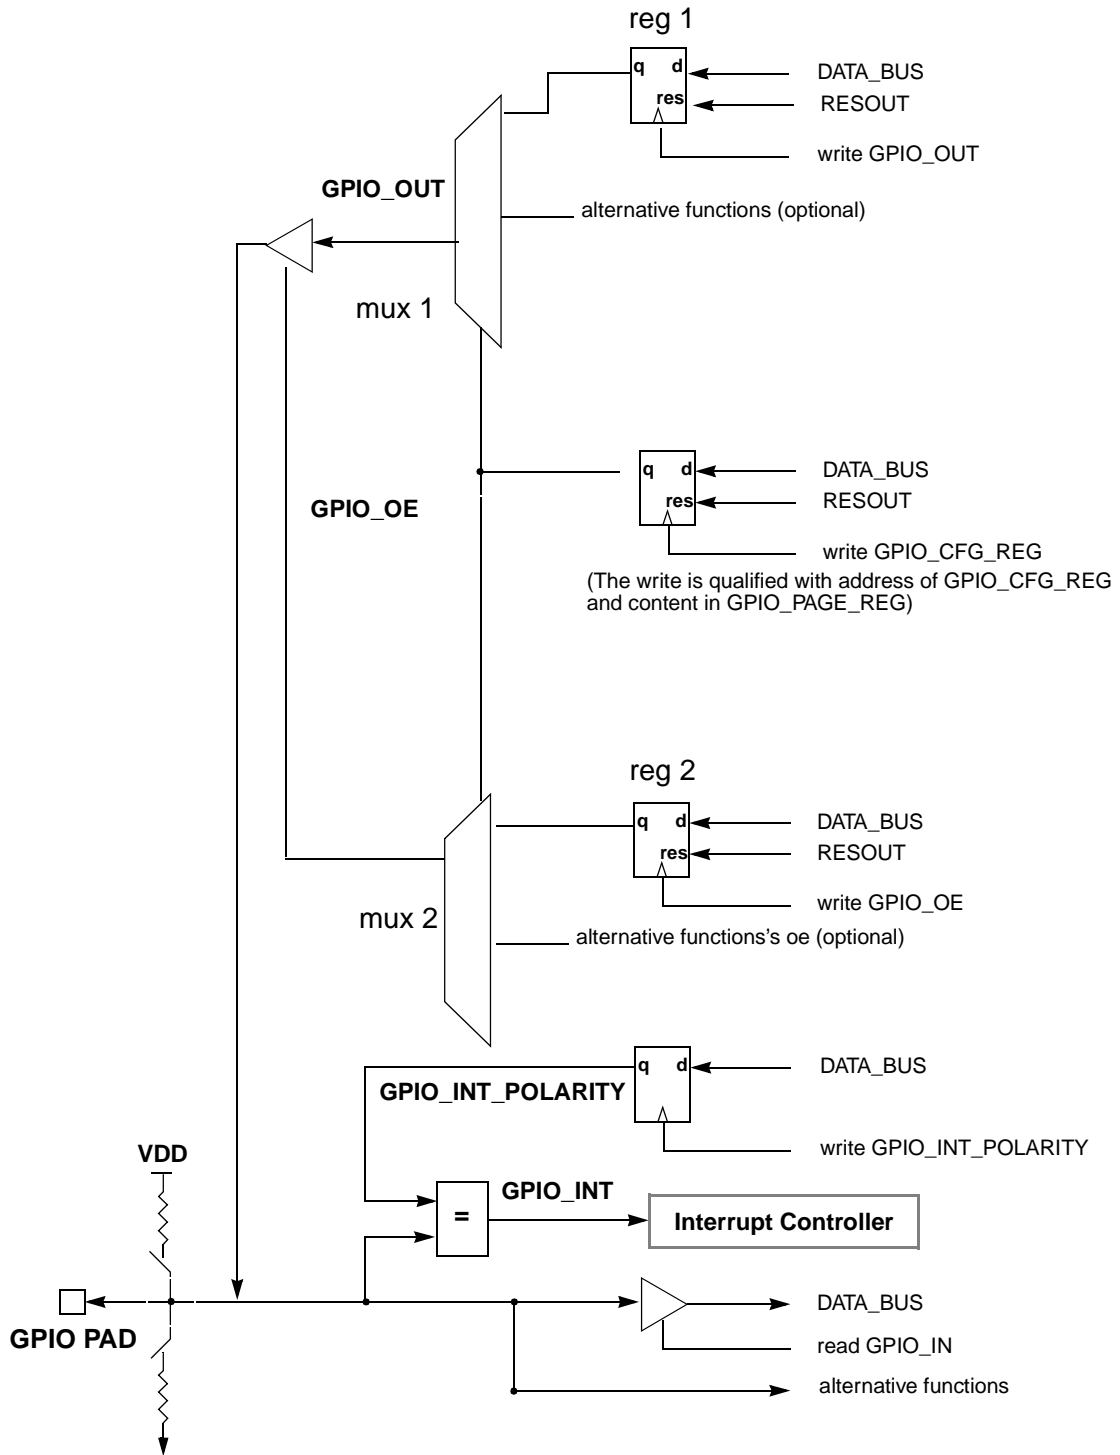 reg 1
q d
DATA_BUS
res
RESOUT
write GPIO_OUT
GPIO_OUT
alternative functions (optional)
mux 1
q d
DATA_BUS
res
RESOUT
GPIO_OE
write GPIO_CFG_REG
(The write is qualified with address of GPIO_CFG_REG
and content in GPIO_PAGE_REG)
reg 2
q d
DATA_BUS
res
RESOUT
write GPIO_OE
mux 2
alternative functions's oe (optional)
q d
DATA_BUS
GPIO_INT_POLARITY
write GPIO_INT_POLARITY
VDD
GPIO_INT
=
Interrupt Controller
DATA_BUS
GPIO PAD
read GPIO_IN
alternative functions